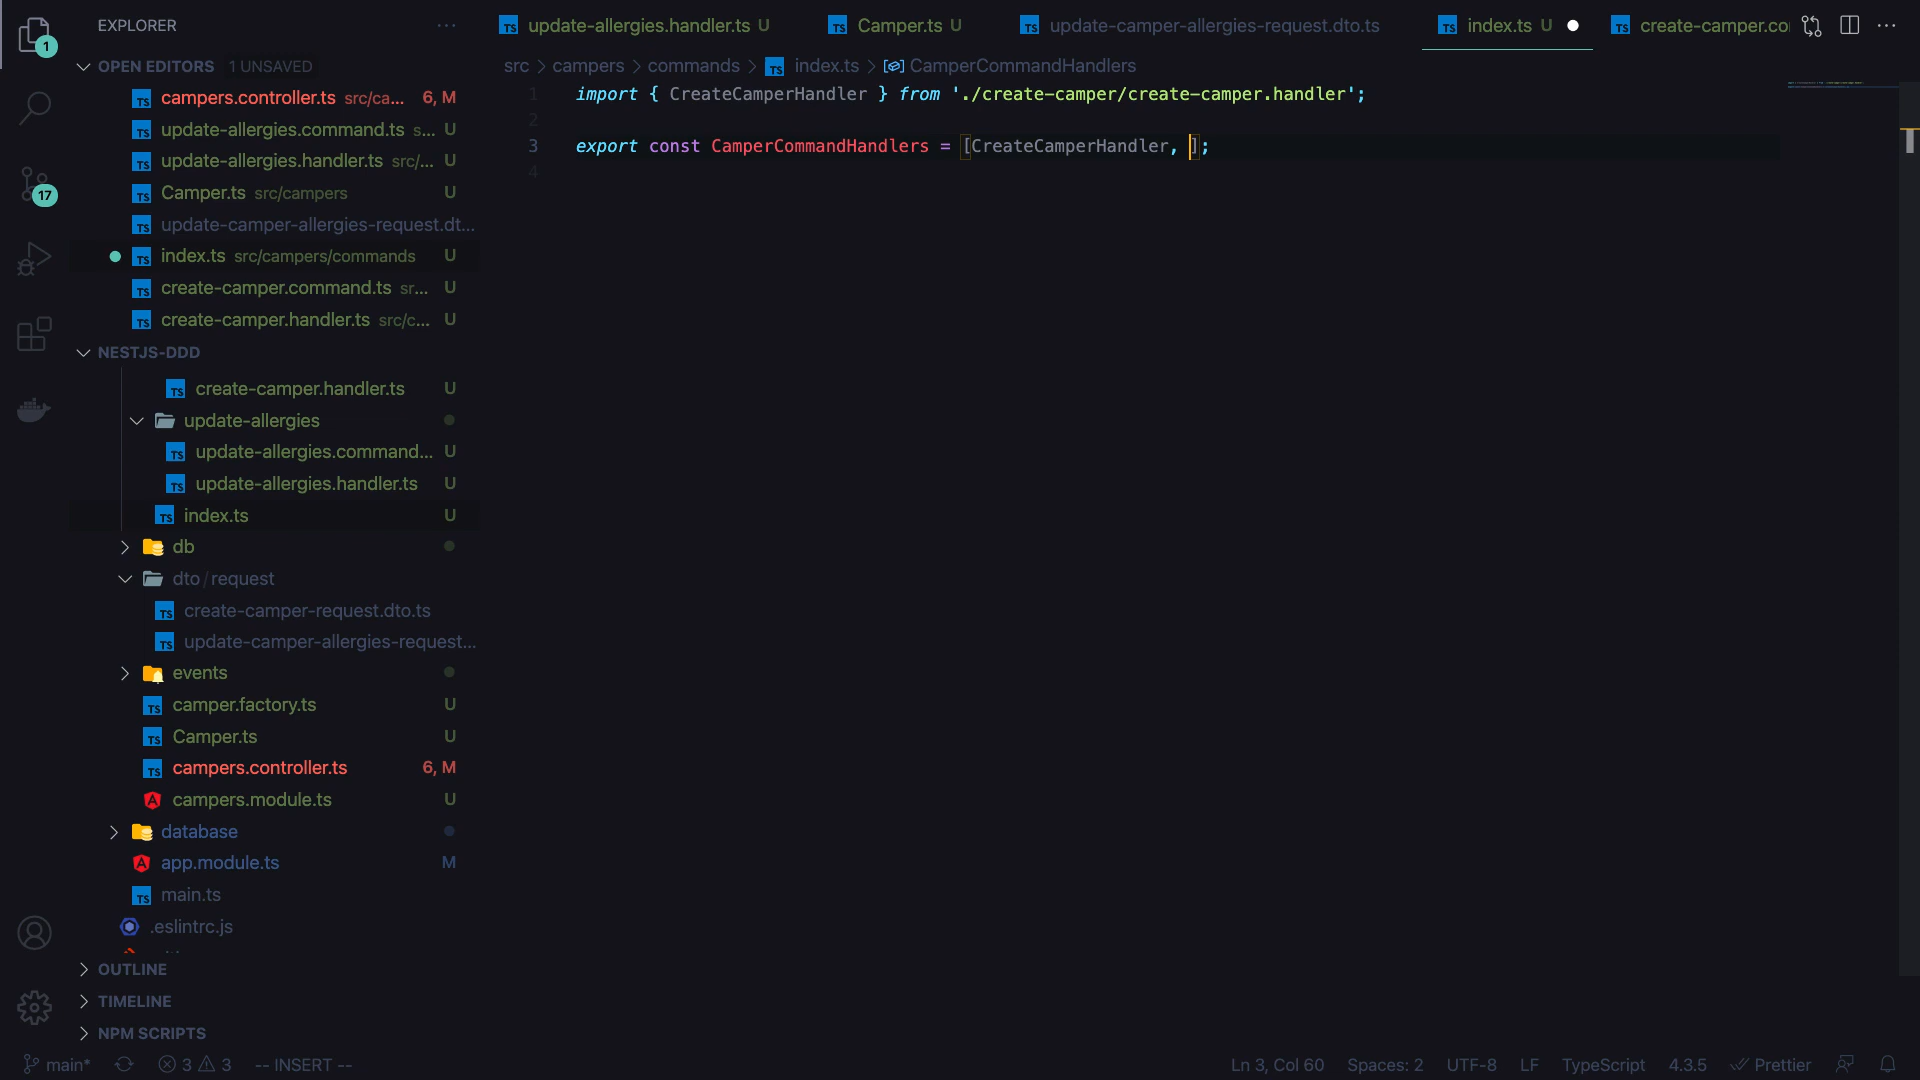 EXPLORER
OPEN EDITORS 1 UNSAVED
campers.controller.ts src/ca... 6, M
update-allergies.command.ts s... U
update-allergies.handler.ts src/... U
Camper.ts src/campers U
update-camper-allergies-request.dt...
index.ts src/campers/commands U
create-camper.command.ts sr... U
create-camper.handler.ts src/c... U
NESTJS-DDD
create-camper.handler.ts U
update-allergies
update-allergies.command... U
update-allergies.handler.ts U
index.ts U
db
dto / request
create-camper-request.dto.ts
update-camper-allergies-request...
events
camper.factory.ts U
Camper.ts U
campers.controller.ts 6, M
campers.module.ts U
database
app.module.ts M
main.ts
.eslintrc.js
OUTLINE
TIMELINE
NPM SCRIPTS
1
17
update-allergies.handler.ts U Camper.ts U update-camper-allergies-request.dto.ts index.ts U create-camper.co
src > campers > commands > index.ts > CamperCommandHandlers
1 import { CreateCamperHandler } from './create-camper/create-camper.handler';
2
3 export const CamperCommandHandlers = [CreateCamperHandler, ];
4
main* 3 3 -- INSERT -- Ln 3, Col 60 Spaces: 2 UTF-8 LF TypeScript 4.3.5 Prettier